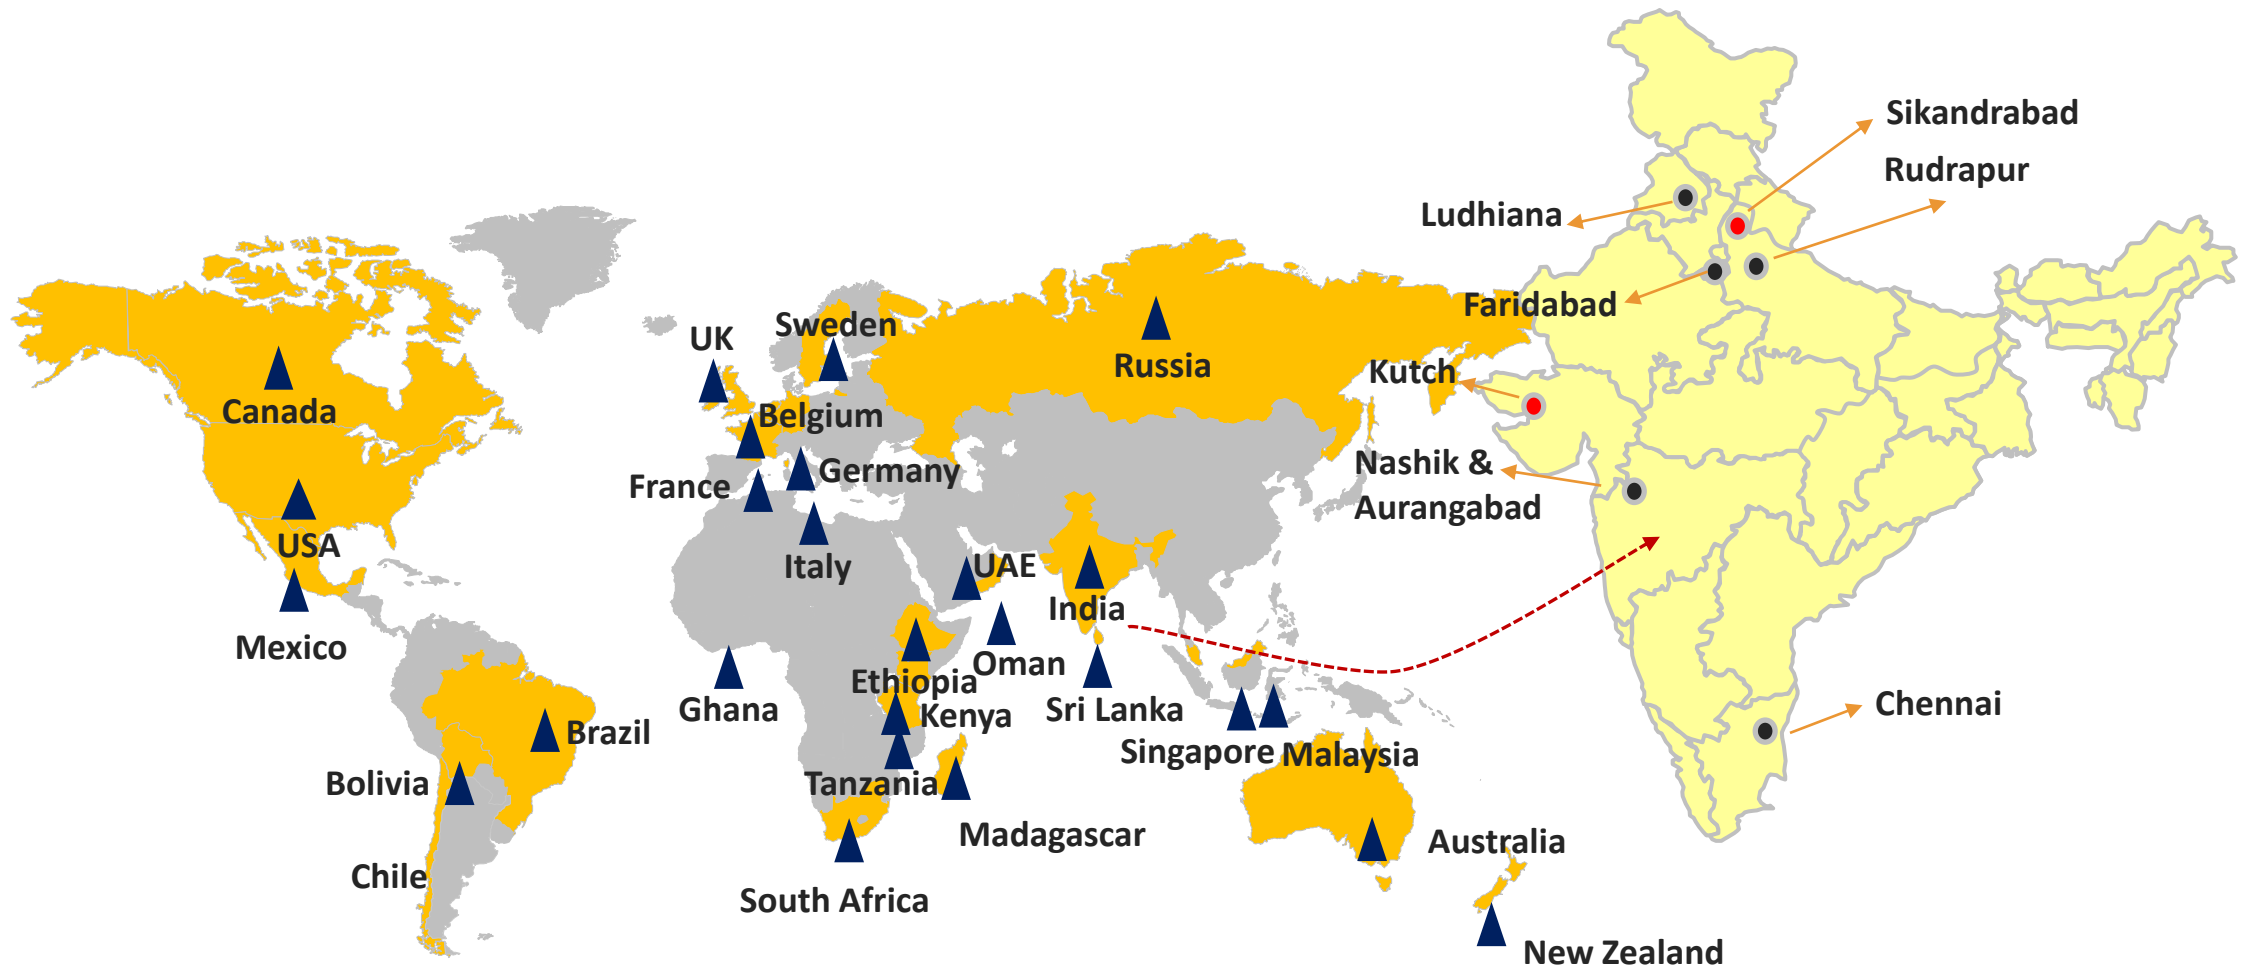 Sikandrabad
Rudrapur
Ludhiana
Faridabad
Kutch
Nashik &
Aurangabad
Chennai
UK
Sweden
Russia
Canada
Belgium
Germany
France
USA
Italy
UAE
India
Mexico
Oman
Ethiopia
Ghana
Kenya
Sri Lanka
Brazil
Singapore
Malaysia
Bolivia
Tanzania
Madagascar
Australia
Chile
South Africa
New Zealand